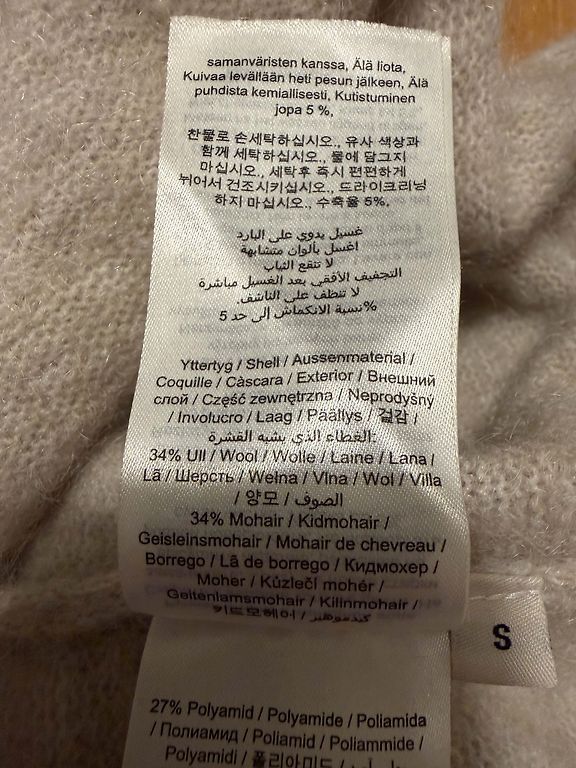 samanväristen kanssa, Älä liota,
Kuivaa levällään heti pesun jälkeen, Älä
puhdista kemiallisesti, Kutistuminen
jopa 5 %,
찬물로 손세탁하십시오., 유사 색상과
함께 세탁하십시오., 물에 담그지
마십시오., 세탁후 즉시 편편하게
뉘어서 건조시키십시오., 드라이크리닝
하지 마십시오., 수축율 5%.
غسيل يدوي على البارد
اغسل بألوان متشابهة
لا تنقع الثياب
التجفيف الأفقي بعد الغسيل مباشرة
لا تنظف على الناشف.
%نسبة الانكماش إلى حد 5
Yttertyg / Shell / Aussenmaterial /
Coquille / Càscara / Exterior / Внешний
слой / Część zewnętrzna / Neprodyšný
/ Involucro / Laag / Päällys / 겉감 /
الغطاء الذي يشبه القشرة:
34% Ull / Wool / Wolle / Laine / Lana /
Lã / Шерсть / Wełna / Vlna / Wol / Villa
/ 양모 / الصوف
34% Mohair / Kidmohair /
Geisleinsmohair / Mohair de chevreau /
Borrego / Lã de borrego / Кидмохер /
Moher / Kůzlečí mohér /
Geitenlamsmohair / Kilinmohair /
키드모헤어 / كيدموهير
S
27% Polyamid / Polyamide / Poliamida
/ Полиамид / Poliamid / Poliammide /
Polyamidi / 폴리아미드 /